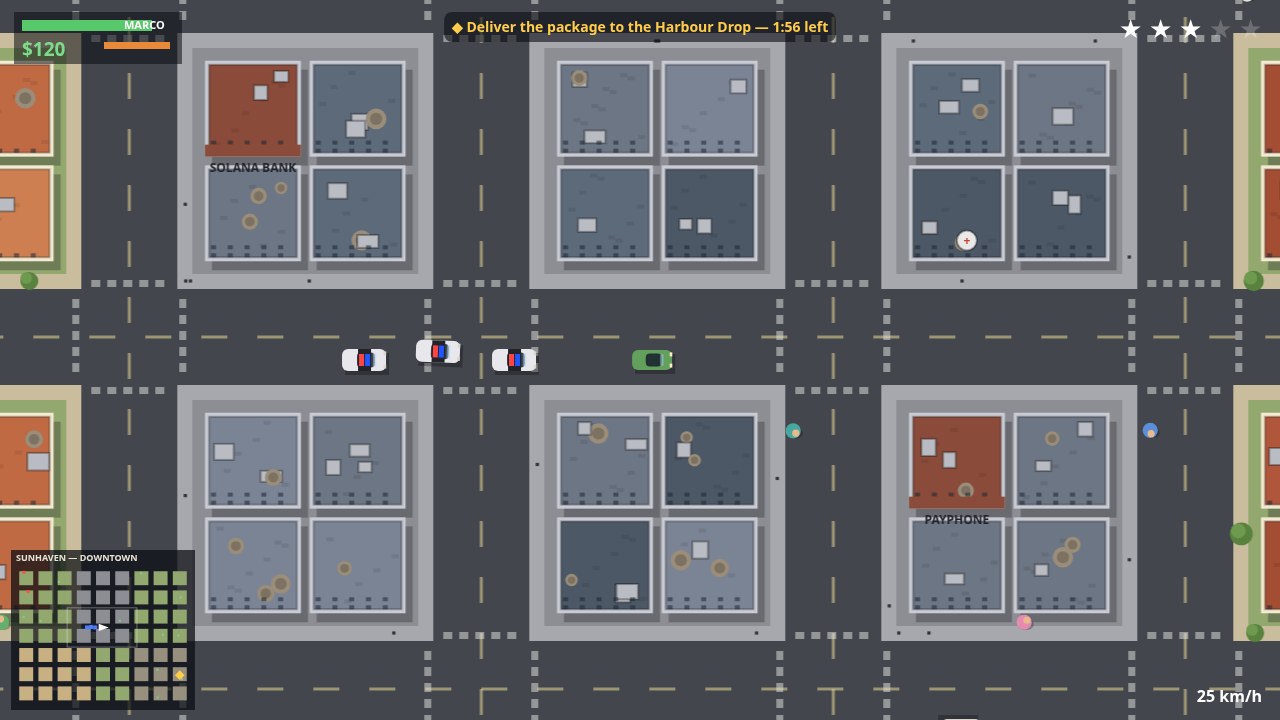 MARCO
$120
◆ Deliver the package to the Harbour Drop — 1:56 left
SOLANA BANK
PAYPHONE
SUNHAVEN — DOWNTOWN
25 km/h